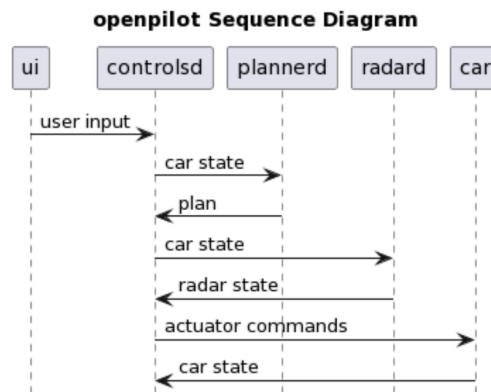 openpilot Sequence Diagram
ui controlsd plannerd radard car
user input
car state
plan
car state
radar state
actuator commands
car state